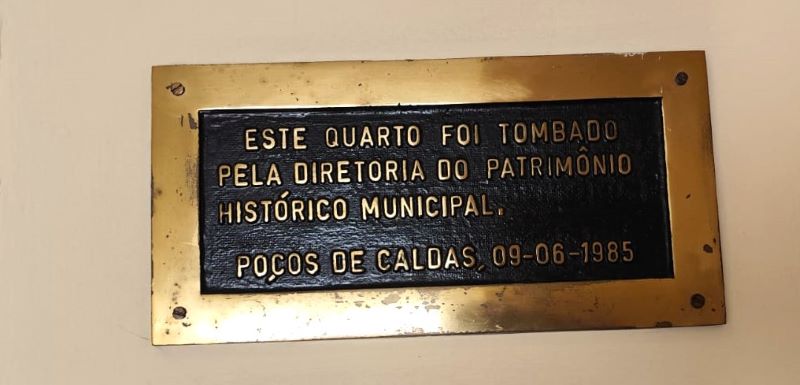 ESTE QUARTO FOI TOMBADO
PELA DIRETORIA DO PATRIMÔNIO
HISTÓRICO MUNICIPAL.
POÇOS DE CALDAS, 09-06-1985